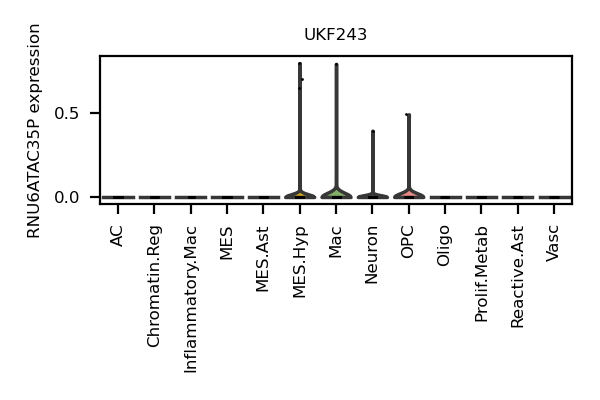 UKF243
RNU6ATAC35P expression
0.5
0.0
AC
Chromatin.Reg
Inflammatory.Mac
MES
MES.Ast
MES.Hyp
Mac
Neuron
OPC
Oligo
Prolif.Metab
Reactive.Ast
Vasc